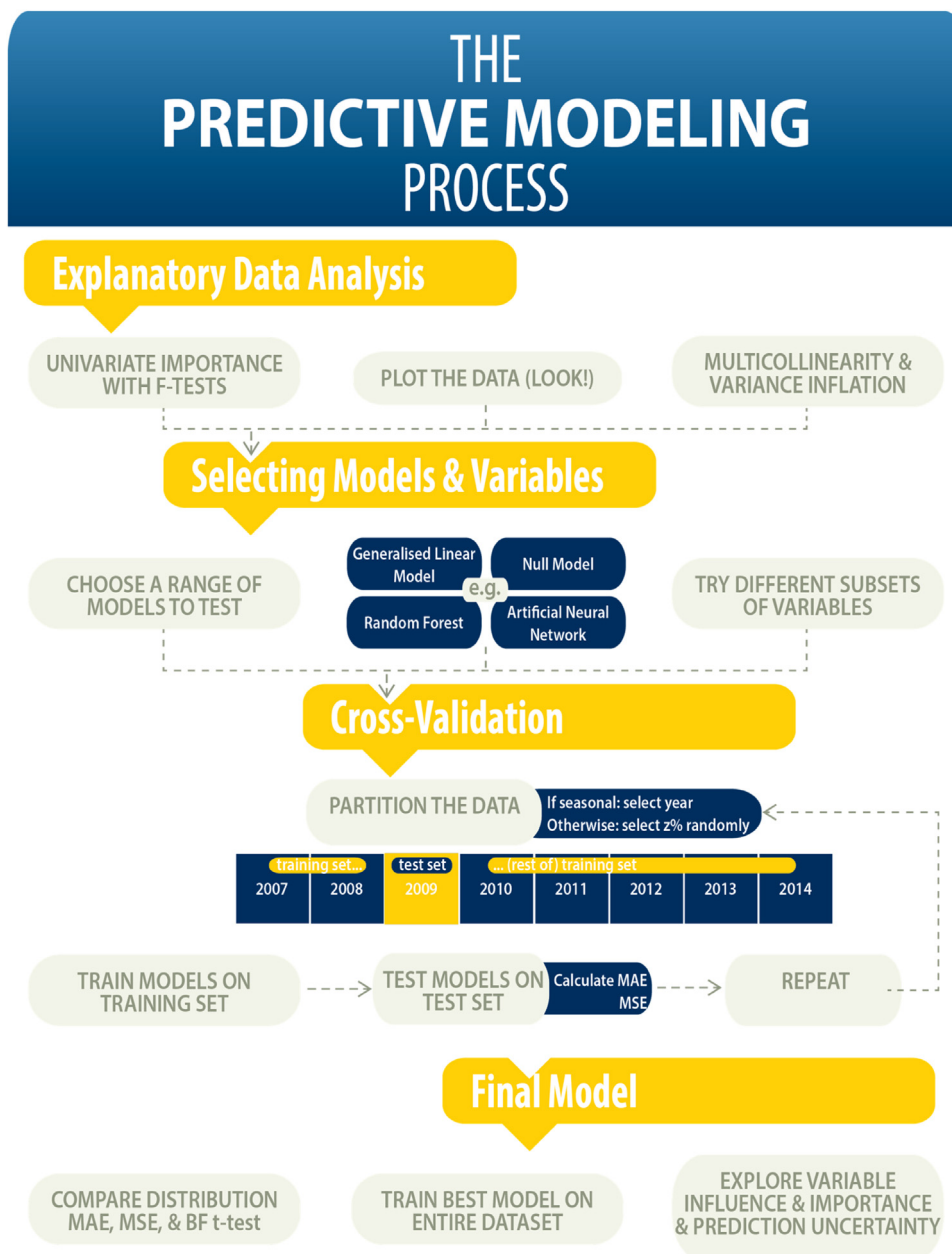 THE
PREDICTIVE MODELING
PROCESS
Explanatory Data Analysis
UNIVARIATE IMPORTANCE
WITH F-TESTS
PLOT THE DATA (LOOK!)
MULTICOLLINEARITY &
VARIANCE INFLATION
Selecting Models & Variables
CHOOSE A RANGE OF
MODELS TO TEST
Generalised Linear
Model
Null Model
e.g.
Random Forest
Artificial Neural
Network
TRY DIFFERENT SUBSETS
OF VARIABLES
Cross-Validation
PARTITION THE DATA
If seasonal: select year
Otherwise: select z% randomly
training set...
test set
... (rest of) training set
2007 2008 2009 2010 2011 2012 2013 2014
TRAIN MODELS ON
TRAINING SET
TEST MODELS ON
TEST SET
Calculate MAE
MSE
REPEAT
Final Model
COMPARE DISTRIBUTION
MAE, MSE, & BF t-test
TRAIN BEST MODEL ON
ENTIRE DATASET
EXPLORE VARIABLE
INFLUENCE & IMPORTANCE
& PREDICTION UNCERTAINTY